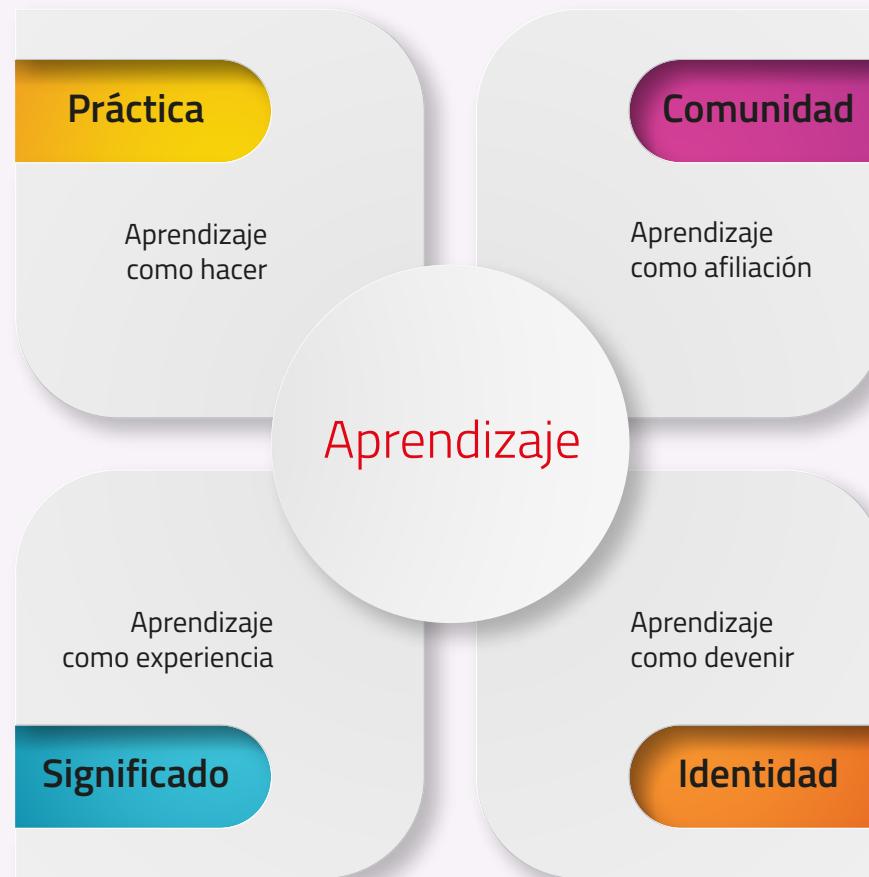 Práctica
Aprendizaje
como hacer
Comunidad
Aprendizaje
como afiliación
Aprendizaje
Aprendizaje
como experiencia
Significado
Aprendizaje
como devenir
Identidad